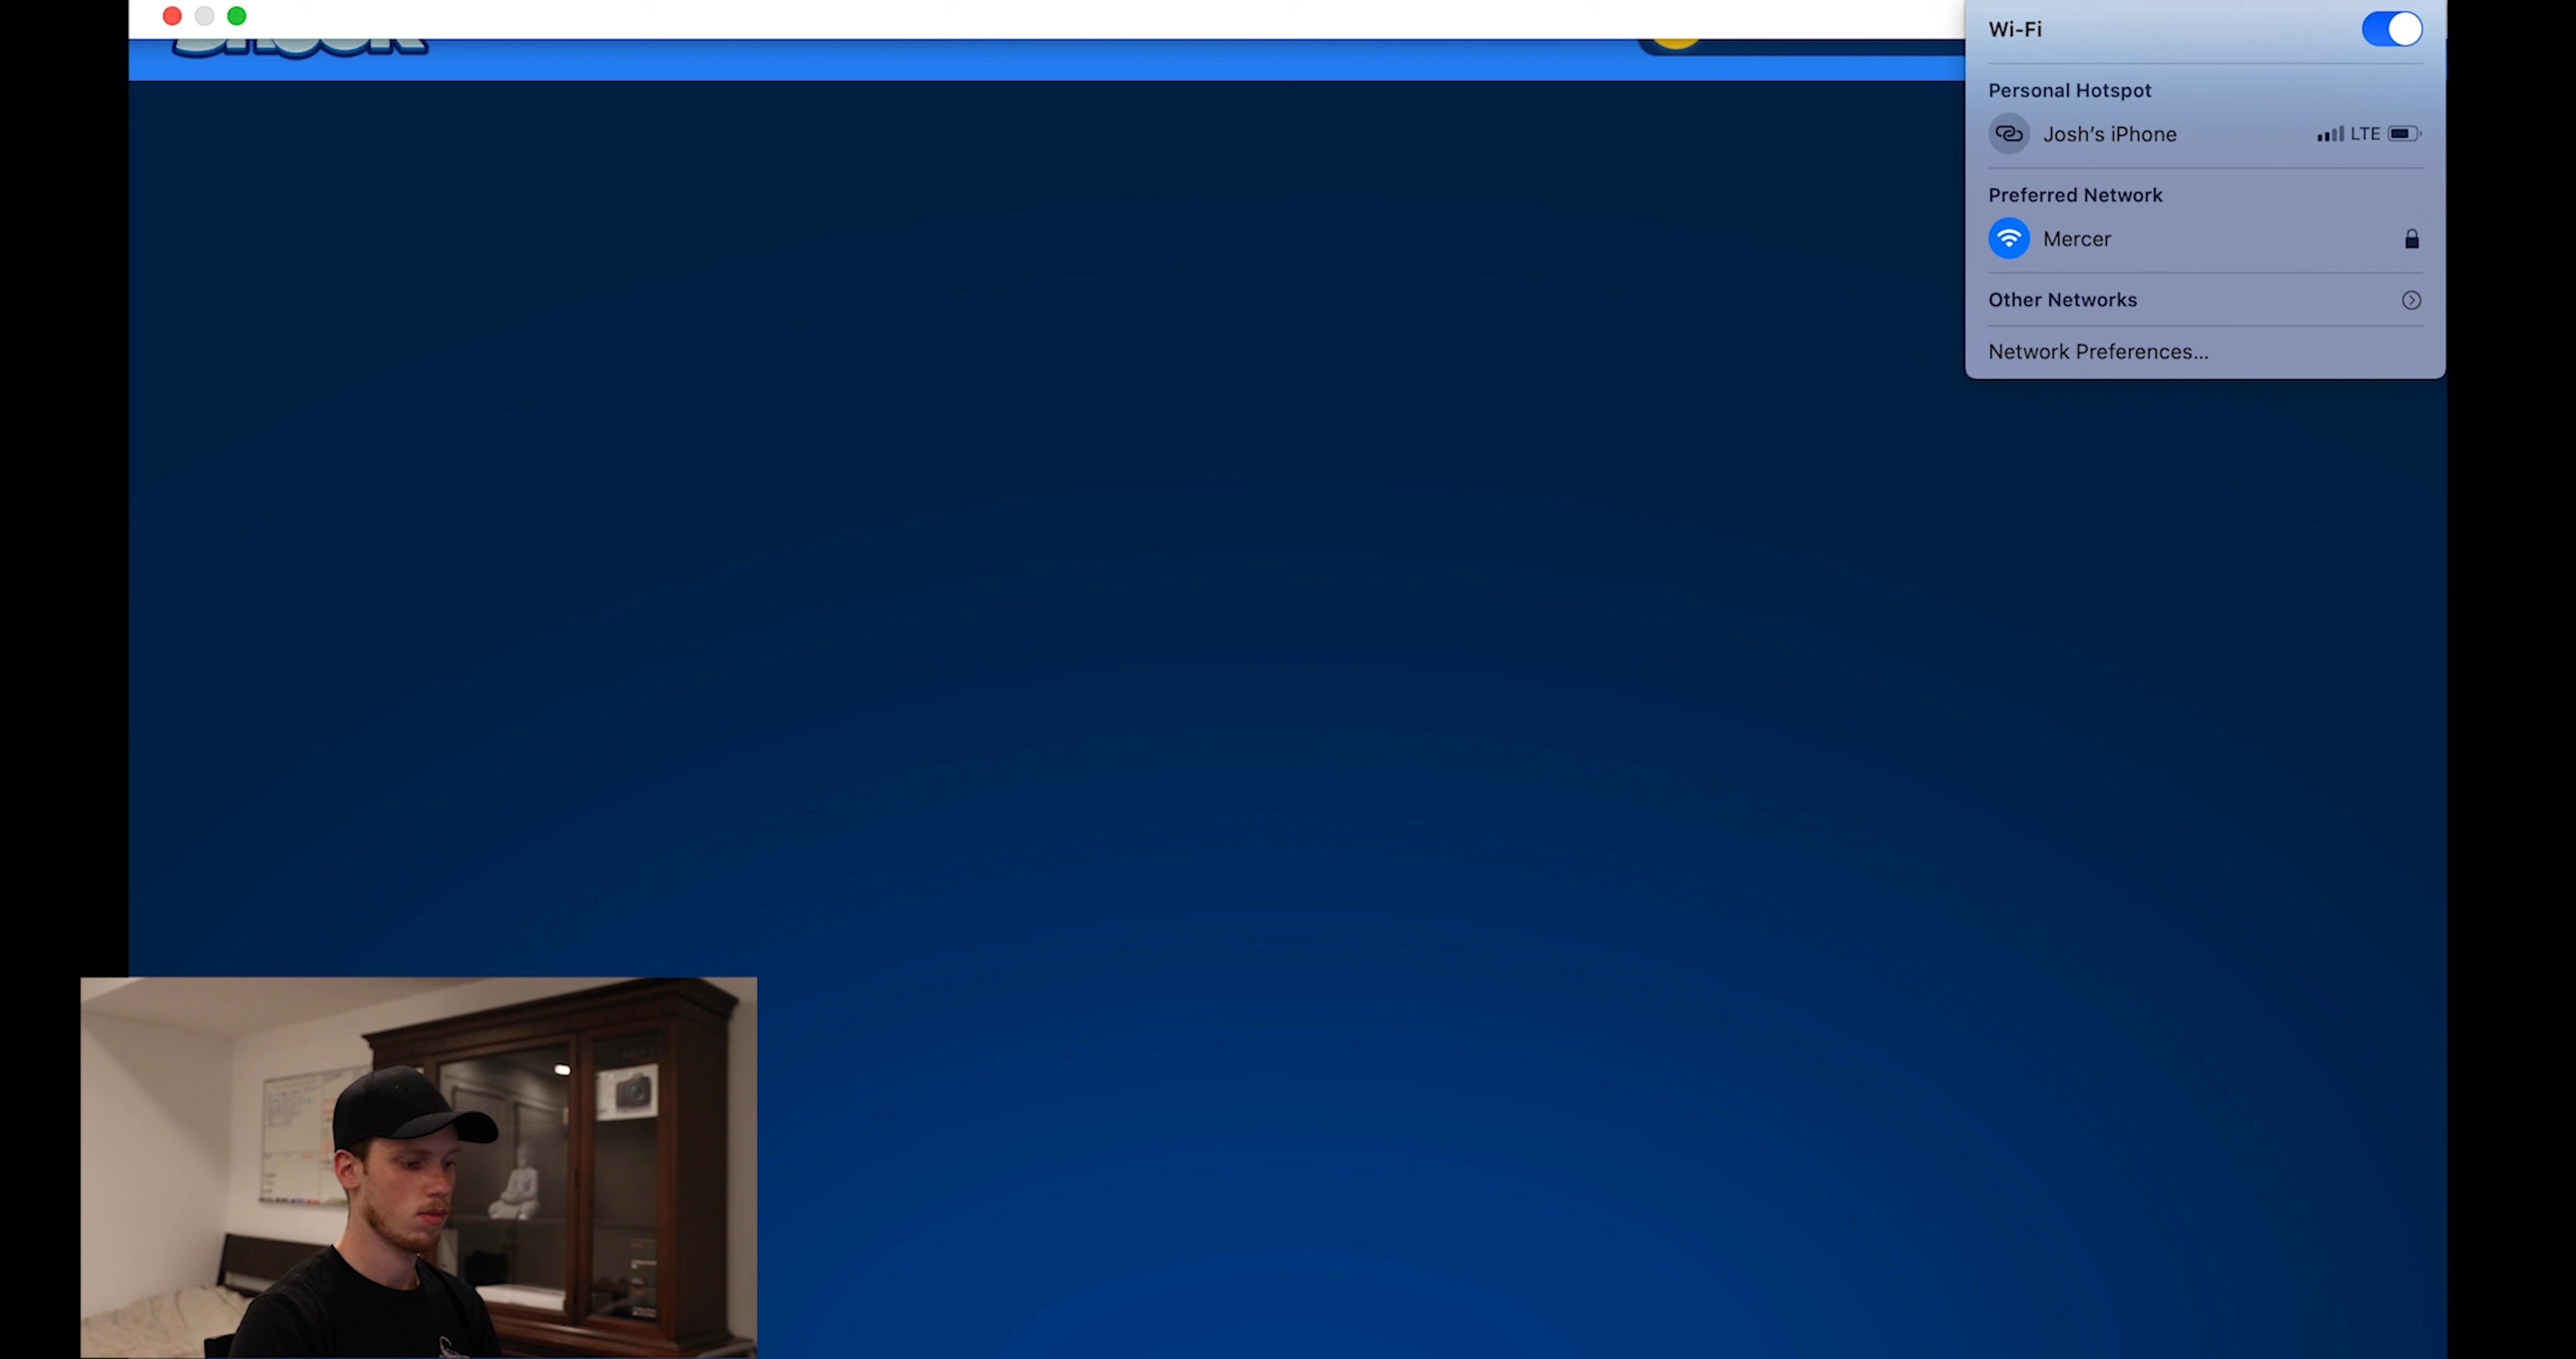 Wi-Fi
Personal Hotspot
Josh's iPhone
LTE
Preferred Network
Mercer
Other Networks
Network Preferences...